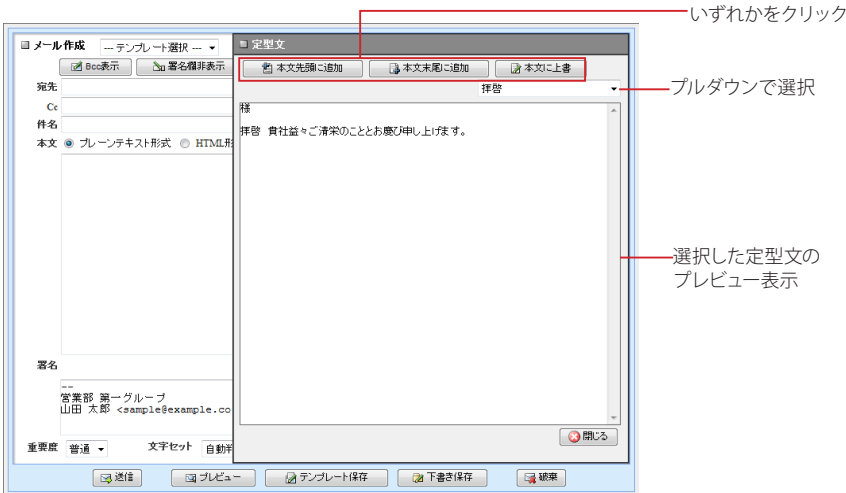 いずれかをクリック
メール作成 --- テンプレート選択 ---
定型文
Bcc表示 署名欄非表示
本文先頭に追加 本文末尾に追加 本文に上書
宛先
拝啓
プルダウンで選択
Cc
様
件名
拝啓 貴社益々ご清栄のこととお慶び申し上げます。
本文 プレーンテキスト形式 HTML形
選択した定型文の
プレビュー表示
署名
--
営業部 第一グループ
山田 太郎 <sample@example.co
閉じる
重要度 普通 文字セット 自動判
送信 プレビュー テンプレート保存 下書き保存 破棄